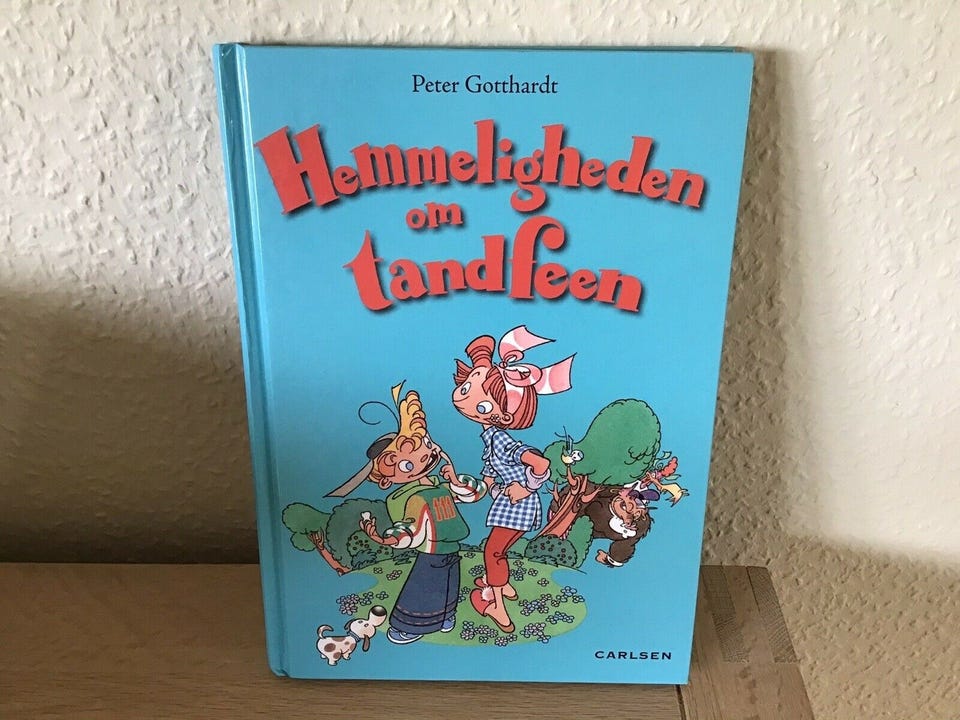 Peter Gotthardt
Hemmeligheden
om
tandfeen
CARLSEN